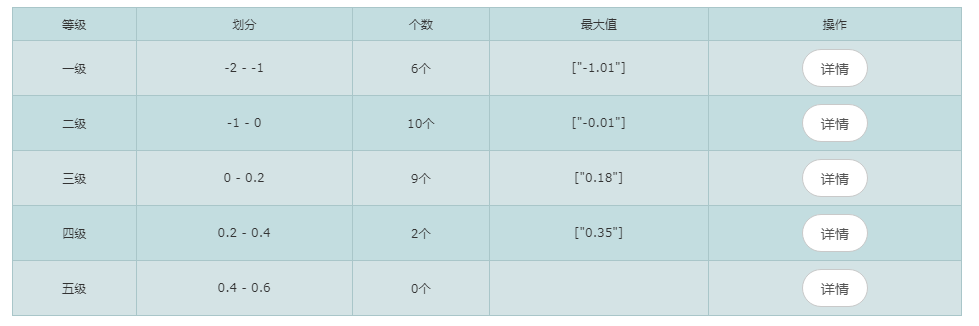 等级 划分 个数 最大值 操作
一级 -2 - -1 6个 ["-1.01"] 详情
二级 -1 - 0 10个 ["-0.01"] 详情
三级 0 - 0.2 9个 ["0.18"] 详情
四级 0.2 - 0.4 2个 ["0.35"] 详情
五级 0.4 - 0.6 0个 详情